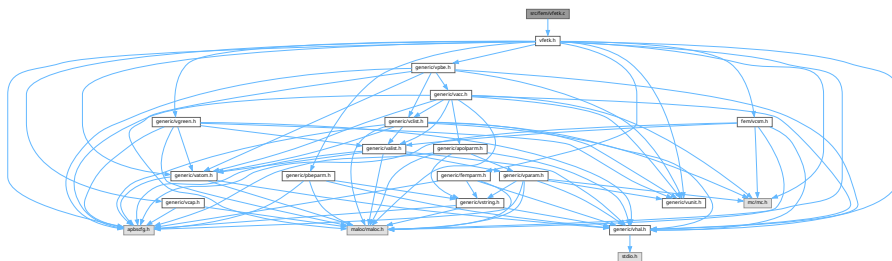 src/fem/vfetk.c
vfetk.h
generic/vpbe.h
generic/vacc.h
generic/vgreen.h
generic/vclist.h
fem/vcsm.h
generic/valist.h
generic/apolparm.h
generic/vatom.h
generic/pbeparm.h
generic/femparm.h
generic/vparam.h
generic/vcap.h
generic/vstring.h
generic/vunit.h
mc/mc.h
apbscfg.h
maloc/maloc.h
generic/vhal.h
stdio.h